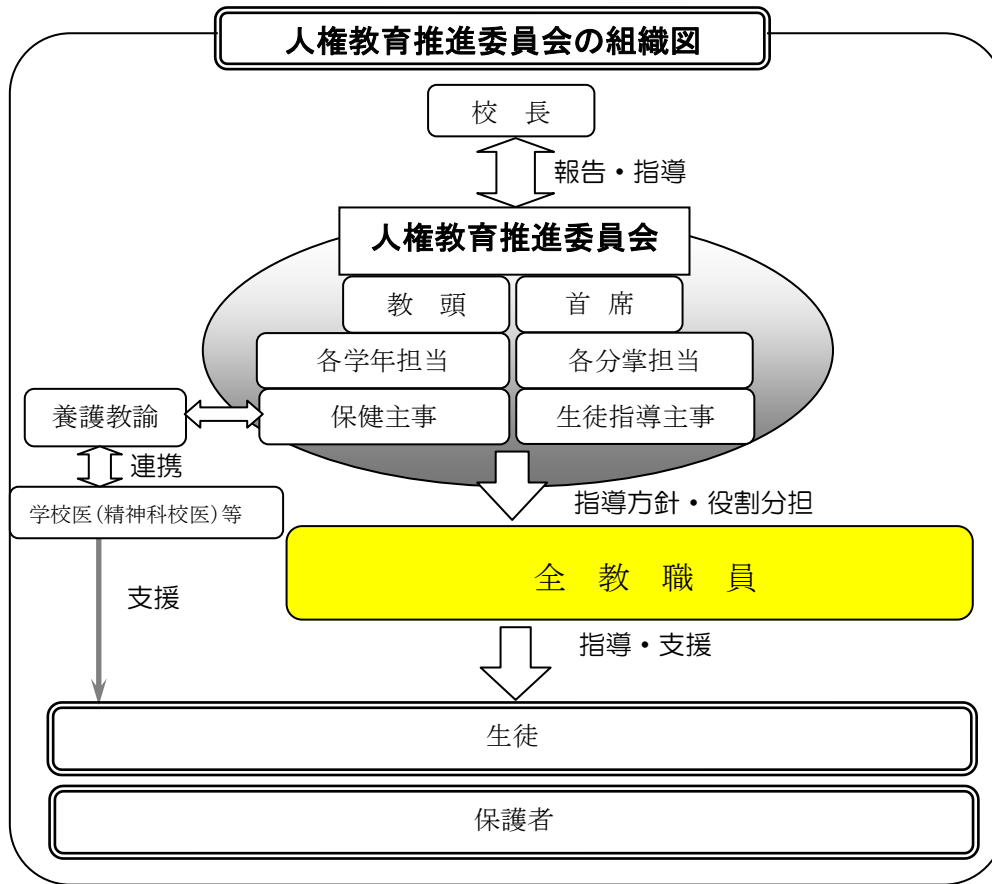 人権教育推進委員会の組織図
校　長
報告・指導
人権教育推進委員会
教　頭
首　席
各学年担当
各分掌担当
養護教諭
保健主事
生徒指導主事
連携
学校医（精神科校医）等
指導方針・役割分担
全　教　職　員
支援
指導・支援
生徒
保護者